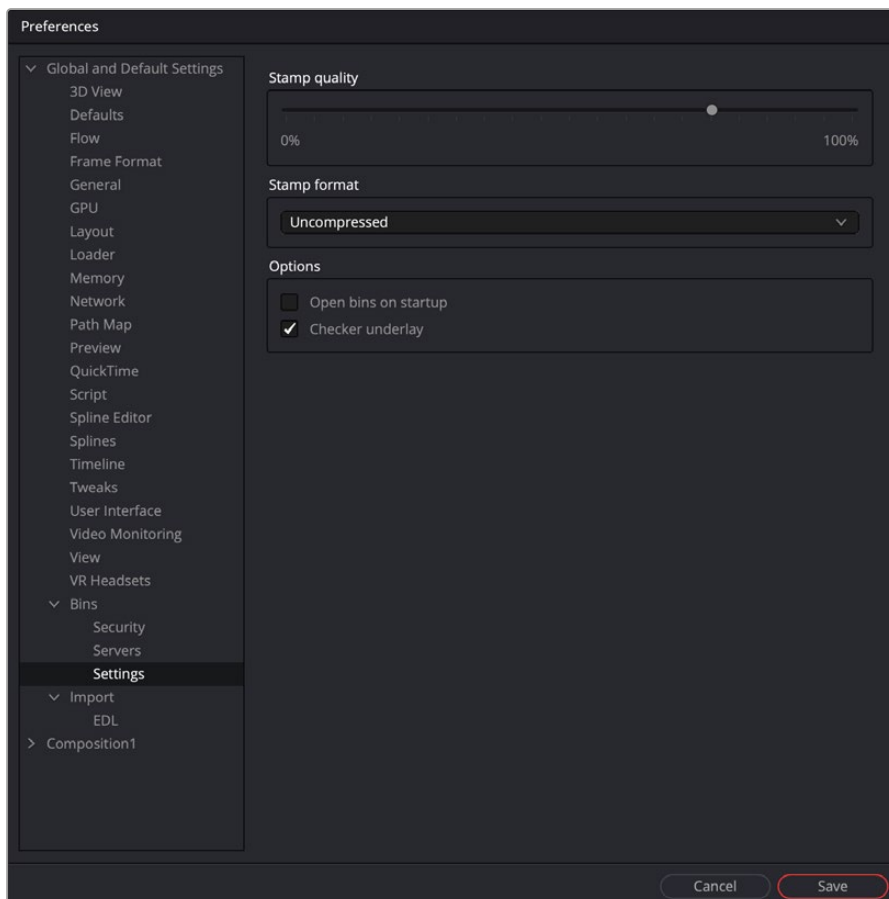 Preferences
Global and Default Settings
3D View
Defaults
Flow
Frame Format
General
GPU
Layout
Loader
Memory
Network
Path Map
Preview
QuickTime
Script
Spline Editor
Splines
Timeline
Tweaks
User Interface
Video Monitoring
View
VR Headsets
Bins
Security
Servers
Settings
Import
EDL
Composition1
Stamp quality
0% 100%
Stamp format
Uncompressed
Options
Open bins on startup
Checker underlay
Cancel Save